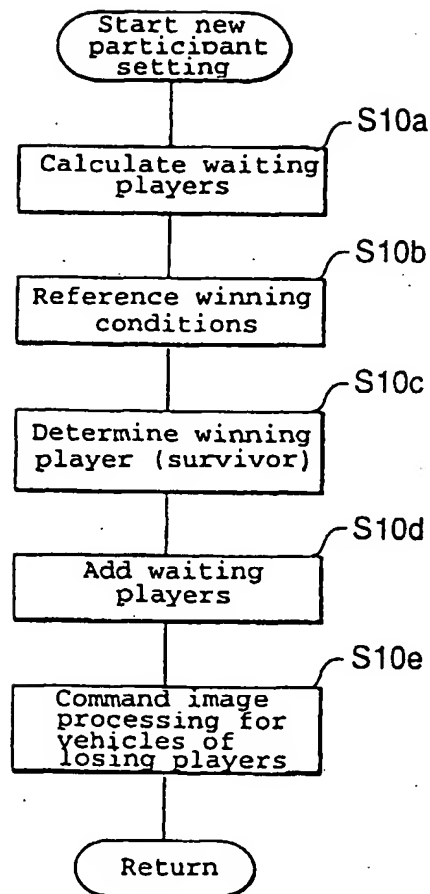 Start new
participant
setting
S10a
Calculate waiting
players
S10b
Reference winning
conditions
S10c
Determine winning
player (survivor)
S10d
Add waiting
players
S10e
Command image
processing for
vehicles of
losing players
Return